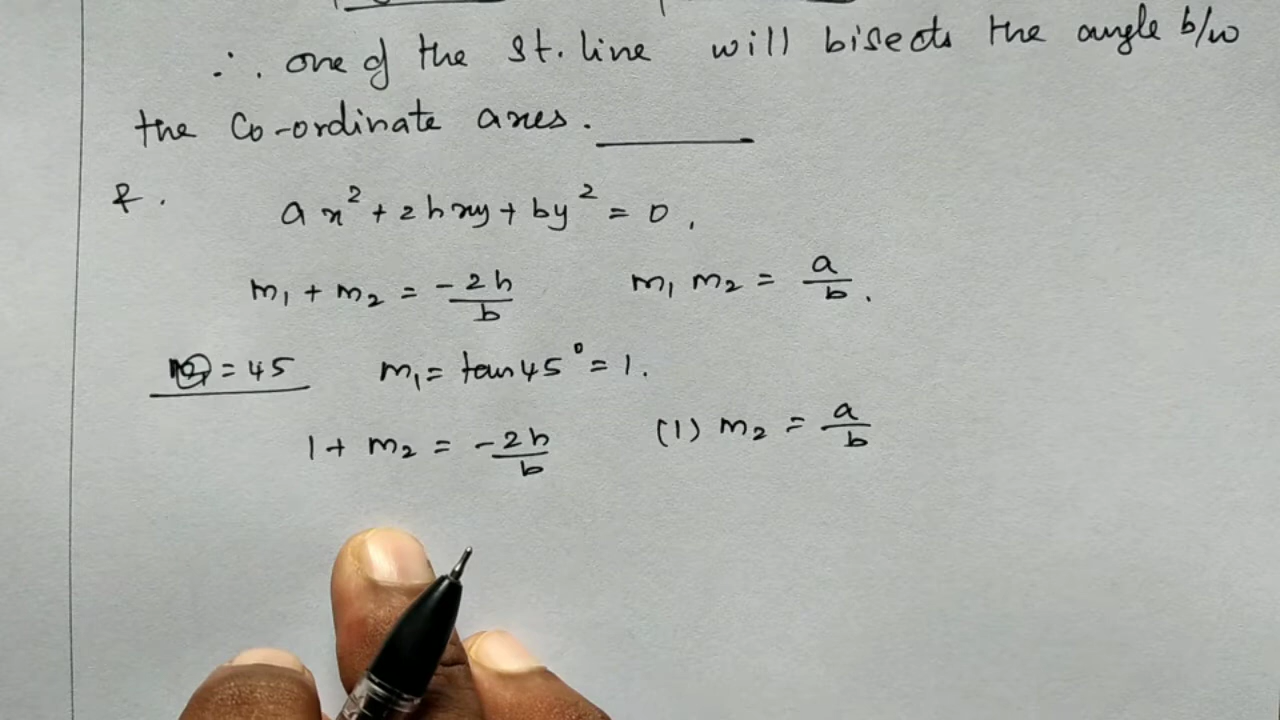 ∴ one of the st. line will bisects the angle b/w
the Co-ordinate axes.
&. ax² + 2hxy + by² = 0,
m₁ + m₂ = -2h/b m₁ m₂ = a/b.
= 45 m₁ = tan 45° = 1.
1 + m₂ = -2h/b (1) m₂ = a/b